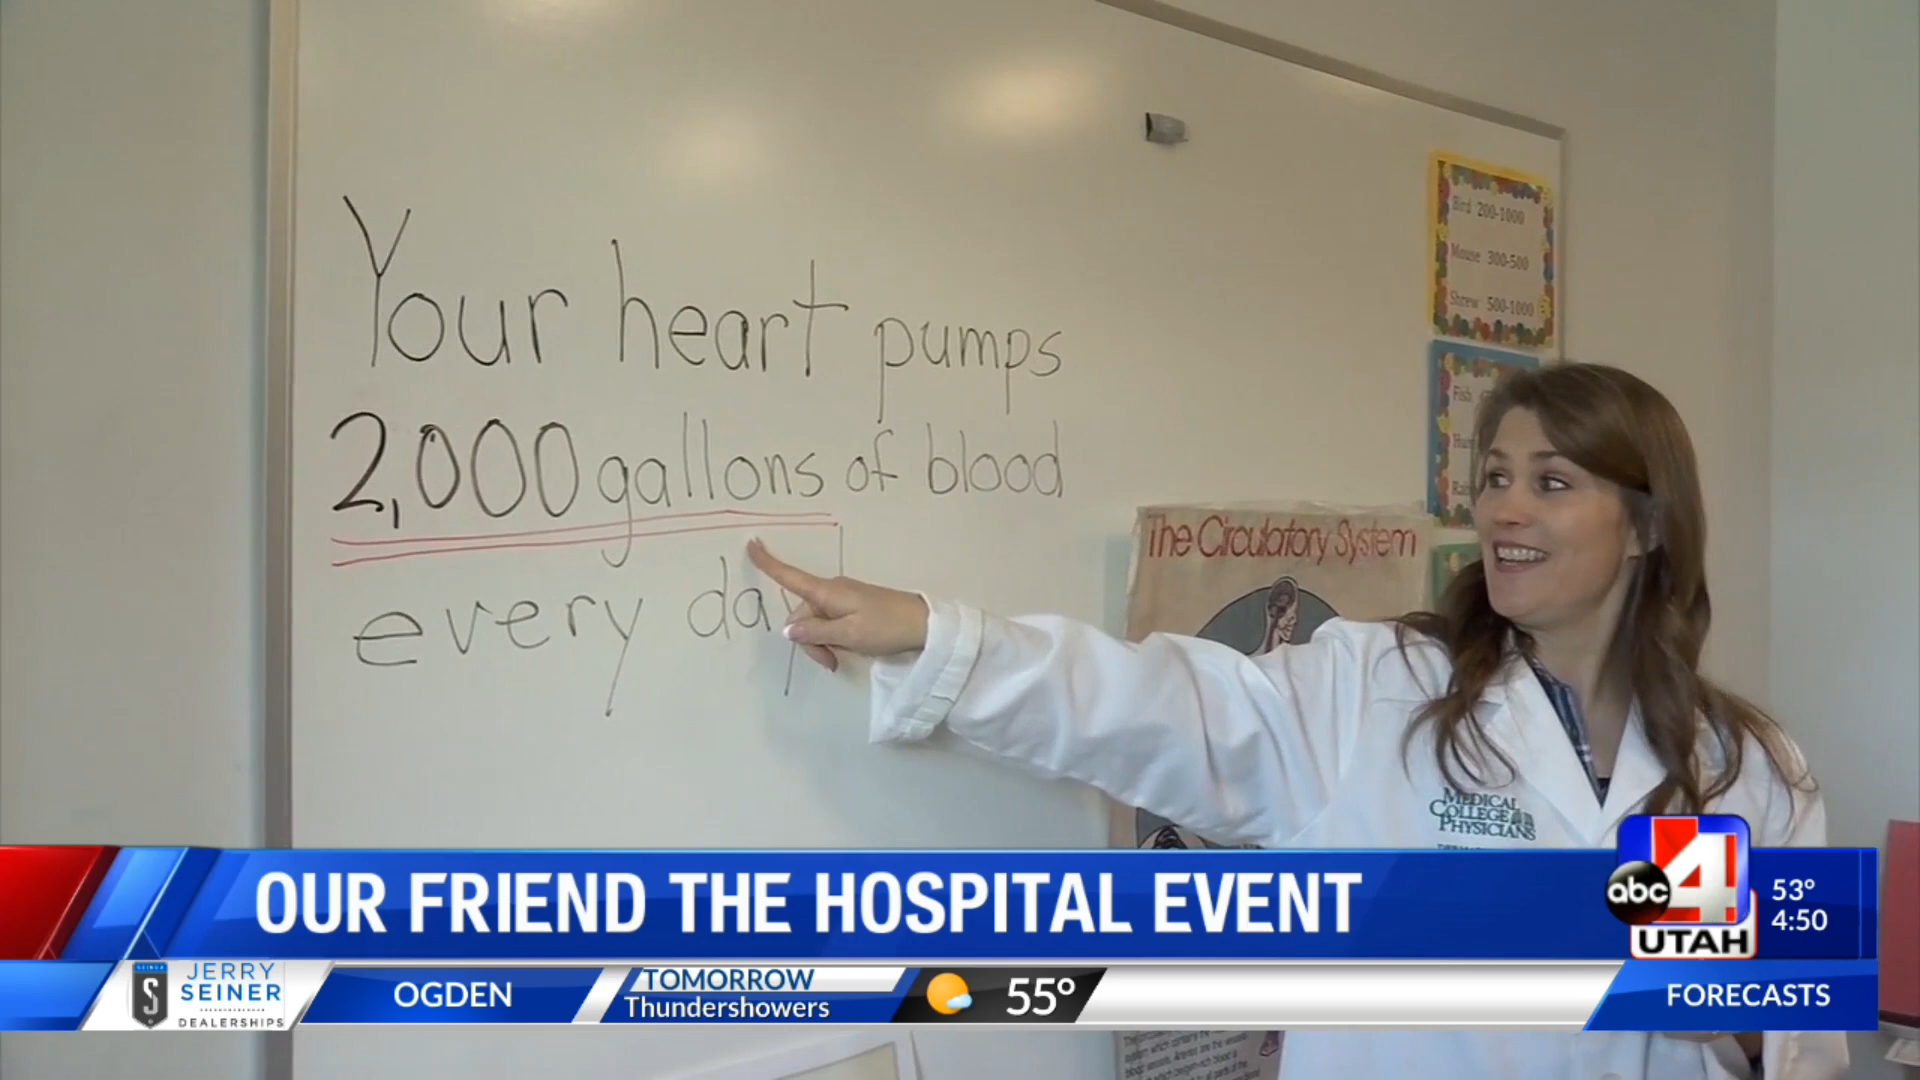 Your heart pumps
2,000 gallons of blood
every day
Bird 200-1000
Mouse 300-500
Shrew 500-1000
Fish
The Circulatory System
MEDICAL
COLLEGE
PHYSICIANS
OUR FRIEND THE HOSPITAL EVENT
abc 4
UTAH
53°
4:50
JERRY
SEINER
DEALERSHIPS
OGDEN
TOMORROW
Thundershowers
55°
FORECASTS